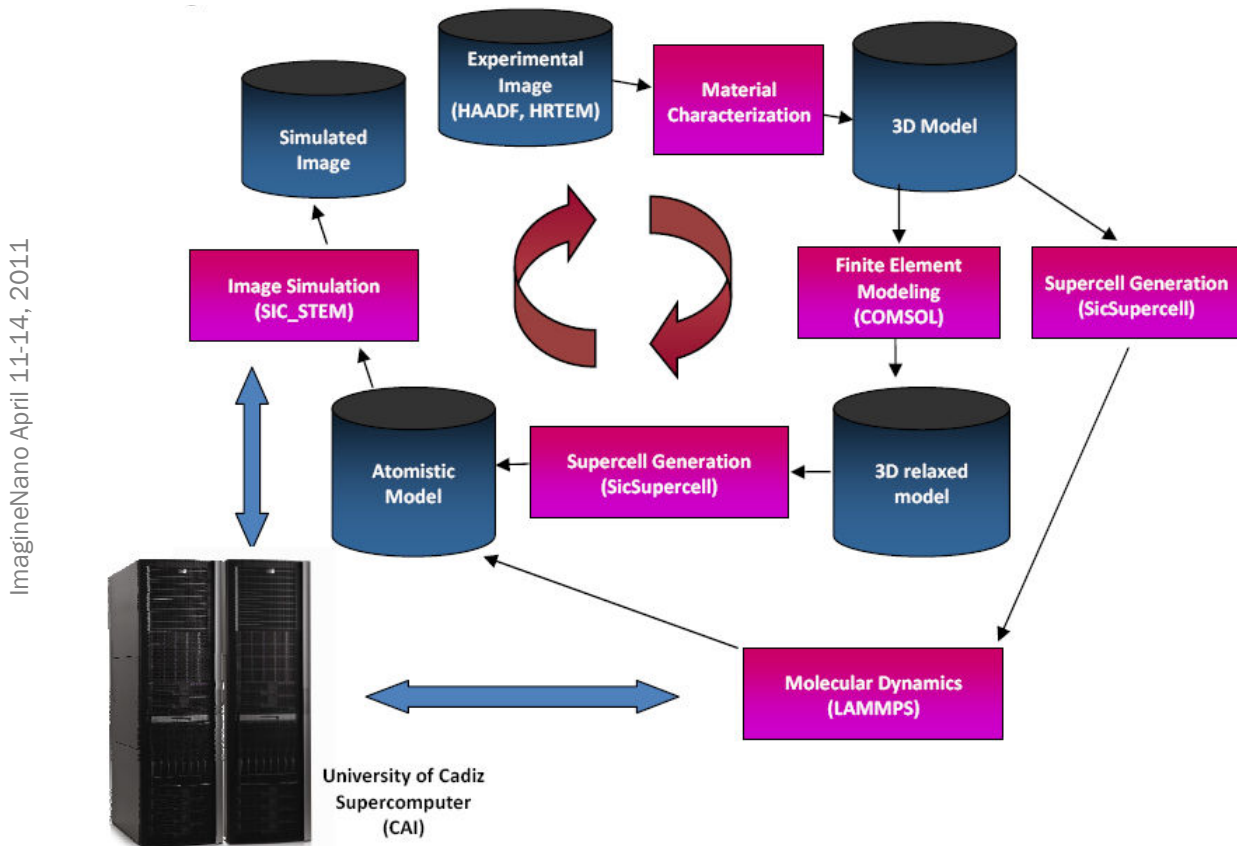 Experimental
Image
(HAADF, HRTEM)
Material
Characterization
3D Model
Simulated
Image
Image Simulation
(SIC_STEM)
Finite Element
Modeling
(COMSOL)
Supercell Generation
(SicSupercell)
Atomistic
Model
Supercell Generation
(SicSupercell)
3D relaxed
model
Molecular Dynamics
(LAMMPS)
University of Cadiz
Supercomputer
(CAI)
ImagineNano April 11-14, 2011